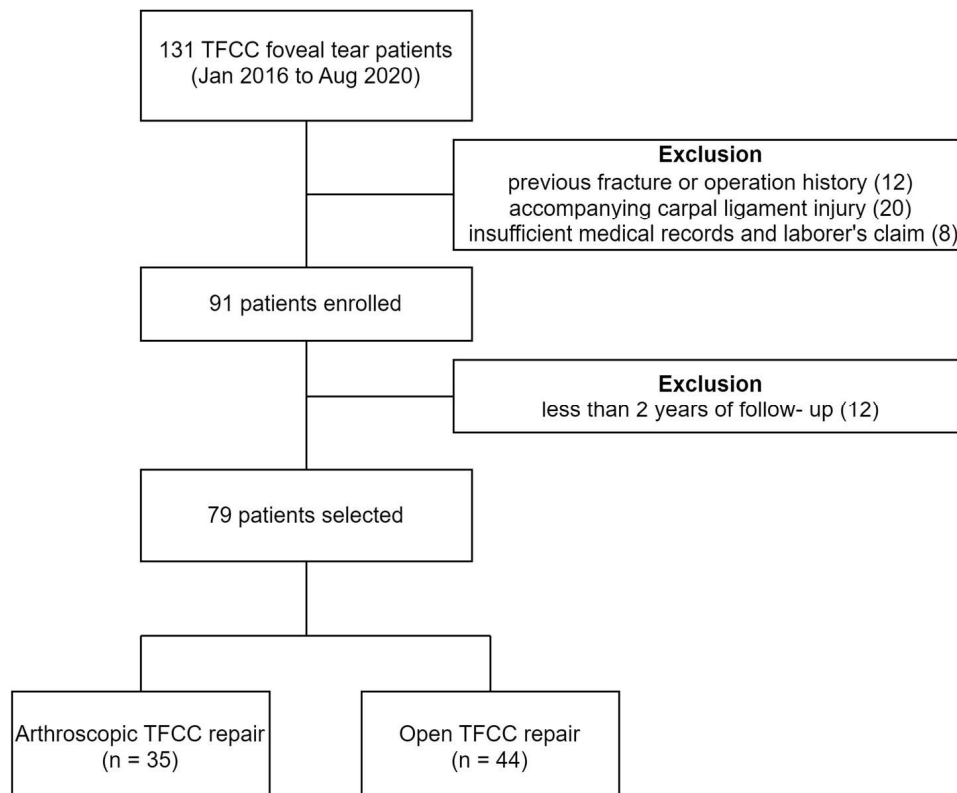 131 TFCC foveal tear patients
(Jan 2016 to Aug 2020)
Exclusion
previous fracture or operation history (12)
accompanying carpal ligament injury (20)
insufficient medical records and laborer's claim (8)
91 patients enrolled
Exclusion
less than 2 years of follow- up (12)
79 patients selected
Arthroscopic TFCC repair
(n = 35)
Open TFCC repair
(n = 44)